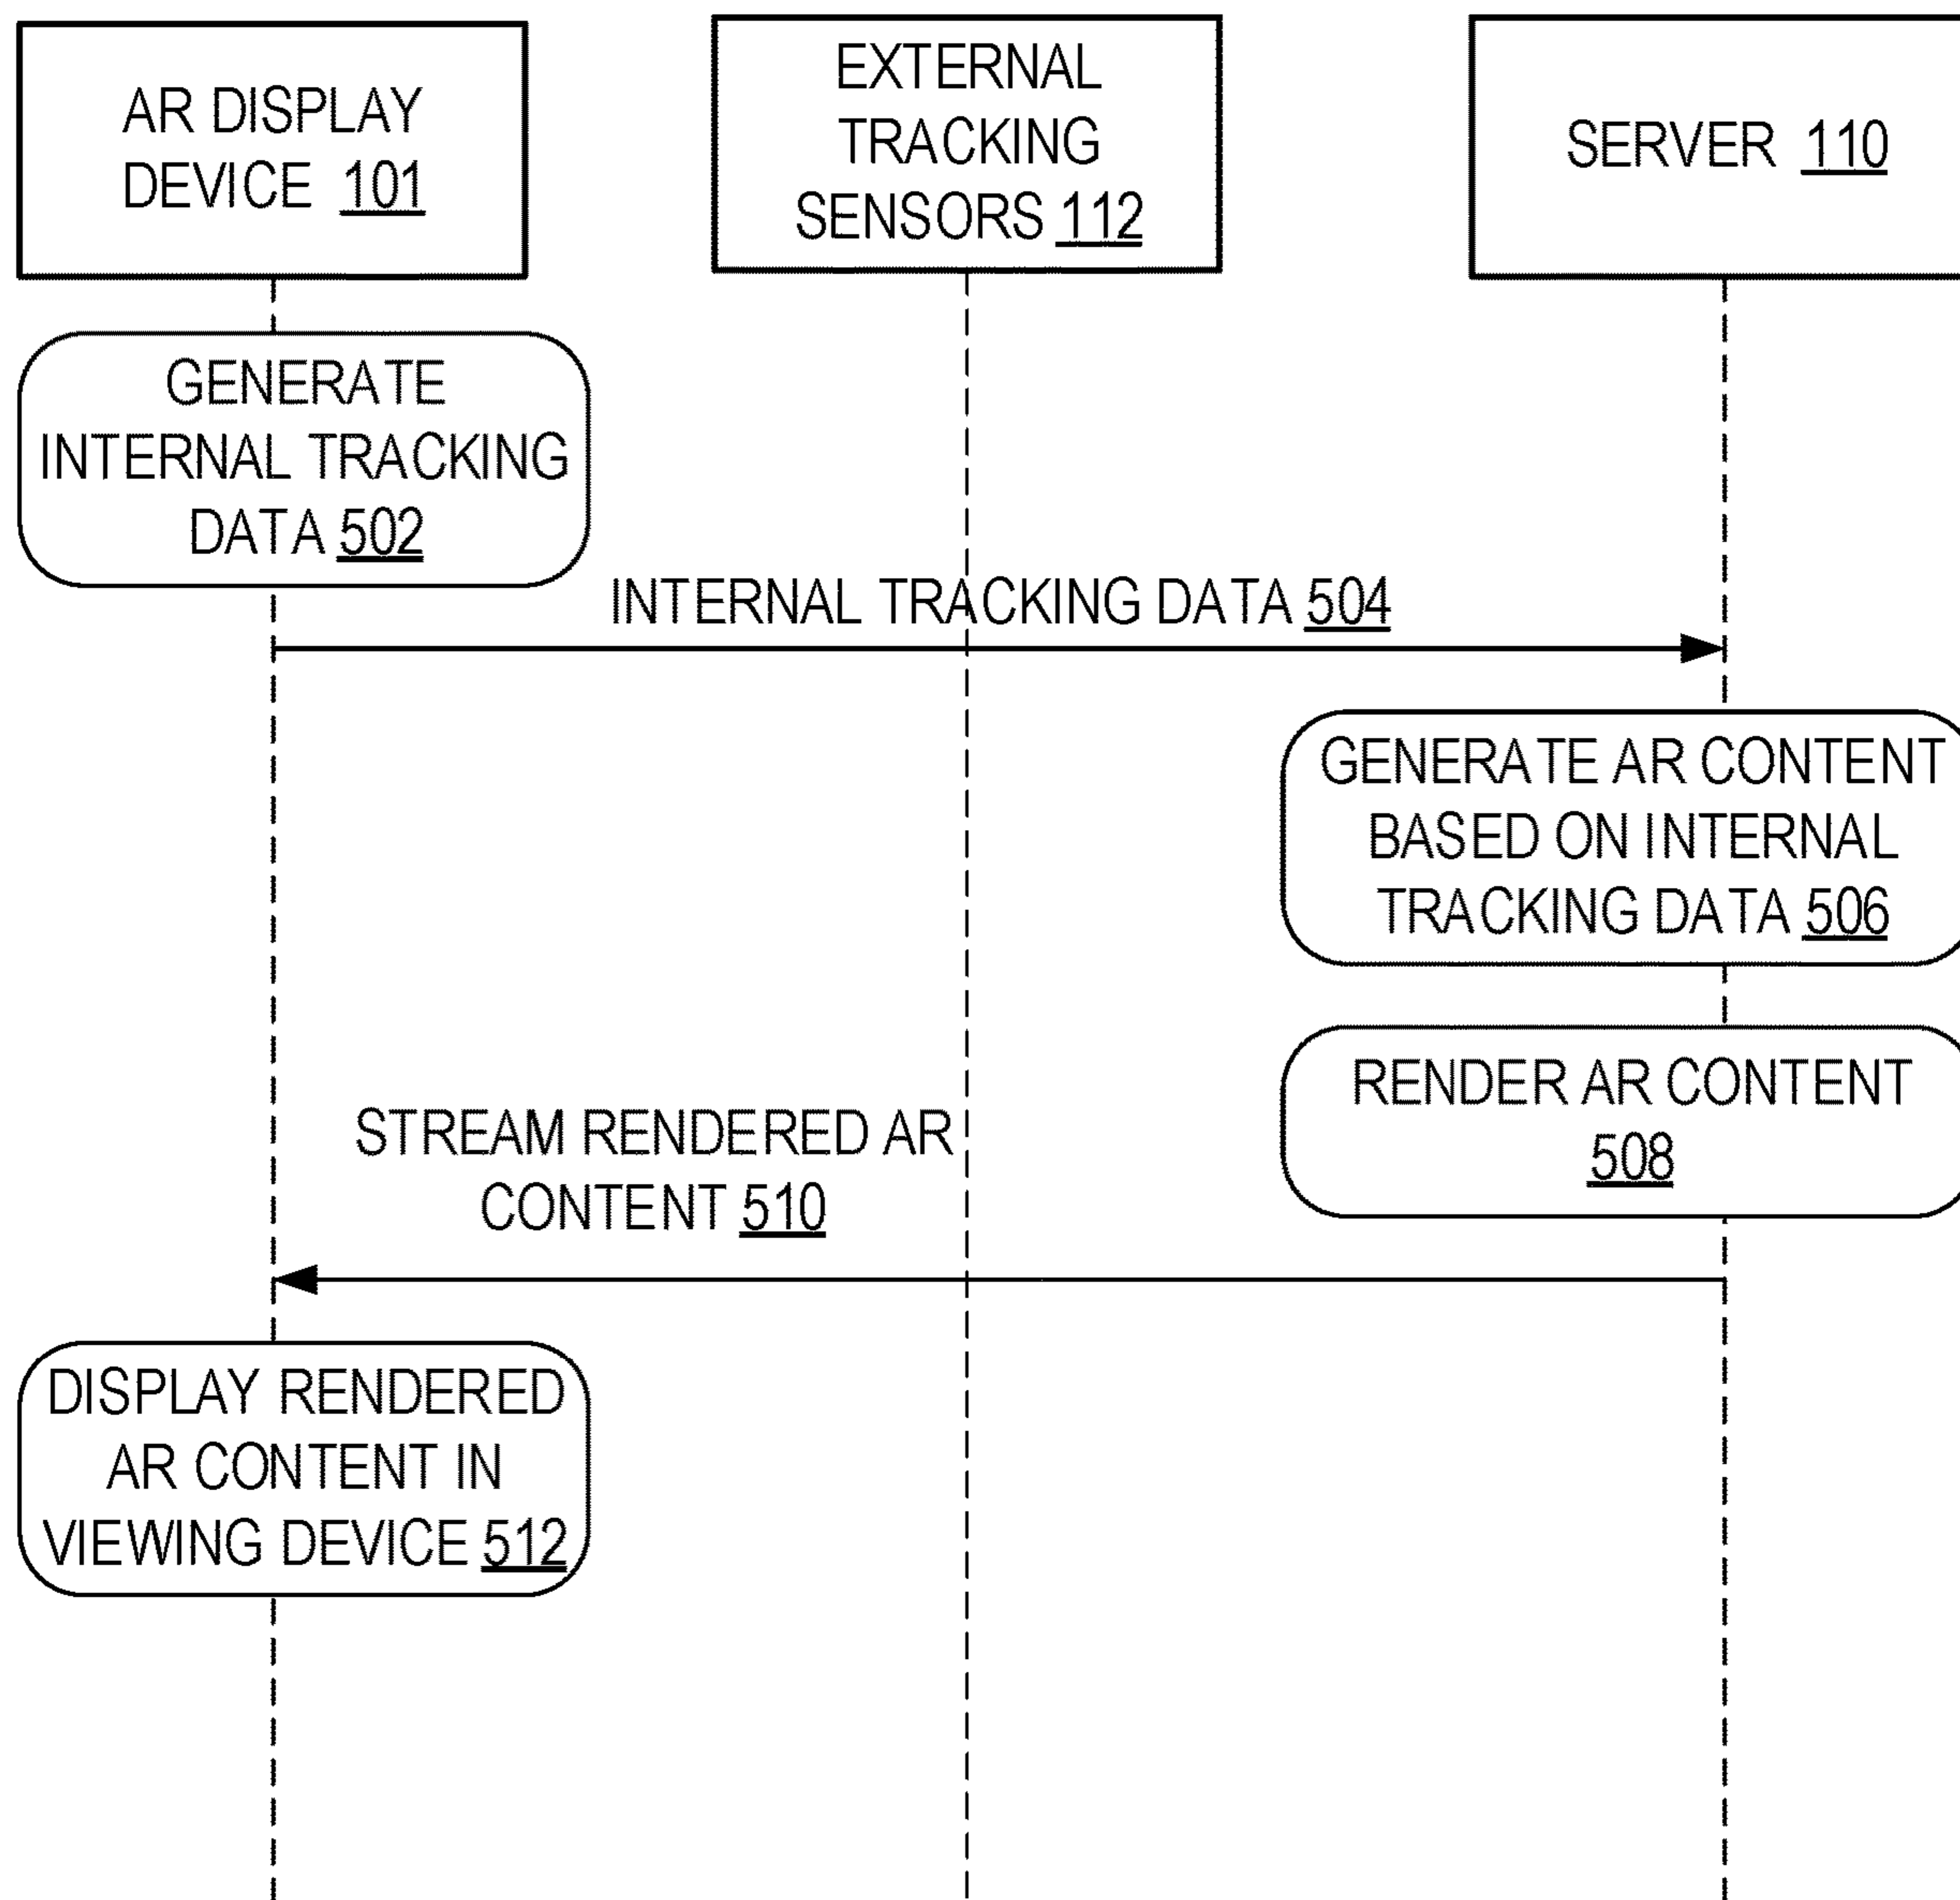 AR DISPLAY
DEVICE 101
EXTERNAL
TRACKING
SENSORS 112
SERVER 110
GENERATE
INTERNAL TRACKING
DATA 502
INTERNAL TRACKING DATA 504
GENERATE AR CONTENT
BASED ON INTERNAL
TRACKING DATA 506
RENDER AR CONTENT
508
STREAM RENDERED AR
CONTENT 510
DISPLAY RENDERED
AR CONTENT IN
VIEWING DEVICE 512